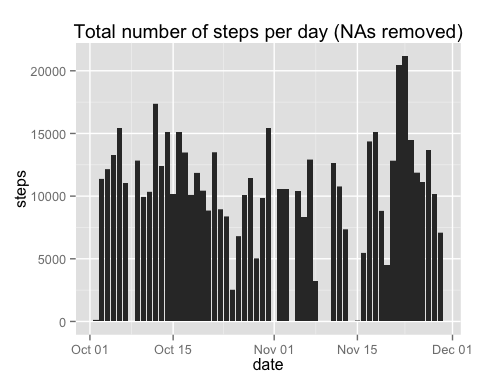 Total number of steps per day (NAs removed)
20000
15000
10000
5000
0
steps
Oct 01 Oct 15 Nov 01 Nov 15 Dec 01
date